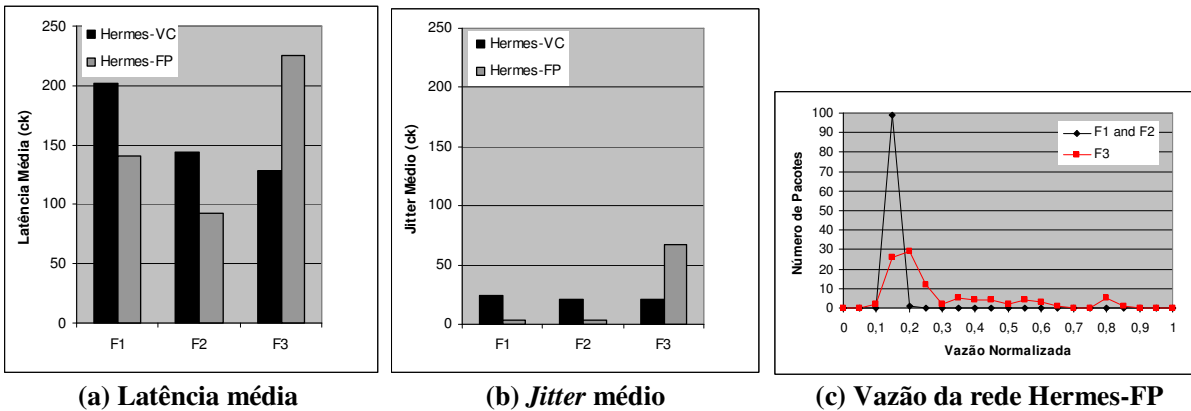 250
200
150
100
50
0
Latência Média (ck)
Hermes-VC
Hermes-FP
F1 F2 F3
(a) Latência média
250
200
150
100
50
0
Jitter Médio (ck)
Hermes-VC
Hermes-FP
F1 F2 F3
(b) Jitter médio
100
90
80
70
60
50
40
30
20
10
0
Número de Pacotes
F1 and F2
F3
0 0,1 0,2 0,3 0,4 0,5 0,6 0,7 0,8 0,9 1
Vazão Normalizada
(c) Vazão da rede Hermes-FP